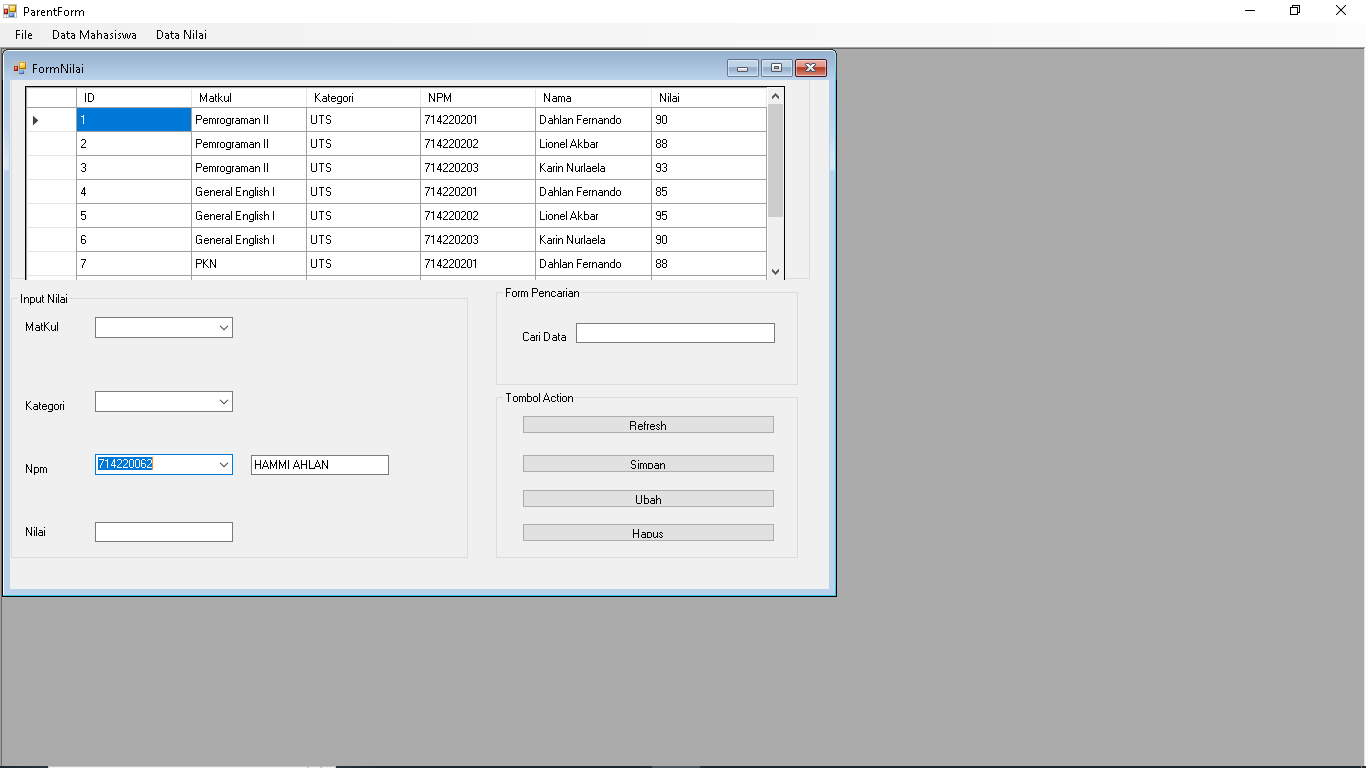 ParentForm
File Data Mahasiswa Data Nilai
FormNilai
ID Matkul Kategori NPM Nama Nilai
1 Pemrograman II UTS 714220201 Dahlan Fernando 90
2 Pemrograman II UTS 714220202 Lionel Akbar 88
3 Pemrograman II UTS 714220203 Karin Nurlaela 93
4 General English I UTS 714220201 Dahlan Fernando 85
5 General English I UTS 714220202 Lionel Akbar 95
6 General English I UTS 714220203 Karin Nurlaela 90
7 PKN UTS 714220201 Dahlan Fernando 88
Input Nilai
MatKul
Kategori
Npm 714220062 HAMMI AHLAN
Nilai
Form Pencarian
Cari Data
Tombol Action
Refresh
Simpan
Ubah
Hapus